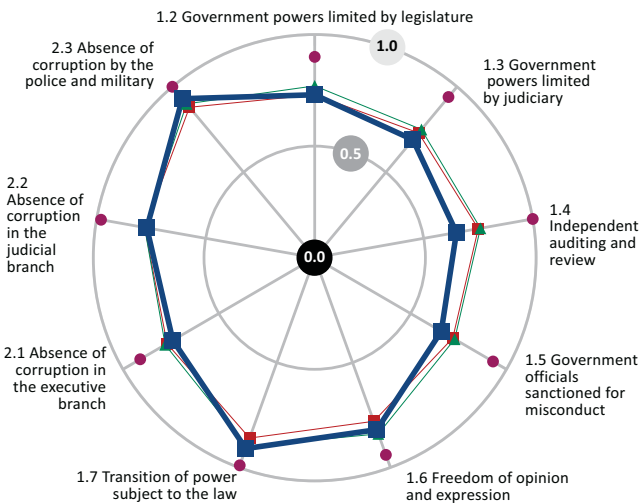 1.2 Government powers limited by legislature
2.3 Absence of
corruption by the
police and military
1.0
1.3 Government
powers limited
by judiciary
0.5
2.2
Absence of
corruption
in the
judicial
branch
1.4
Independent
auditing and
review
0.0
2.1 Absence of
corruption in
the executive
branch
1.5 Government
officials
sanctioned for
misconduct
1.7 Transition of power
subject to the law
1.6 Freedom of opinion
and expression